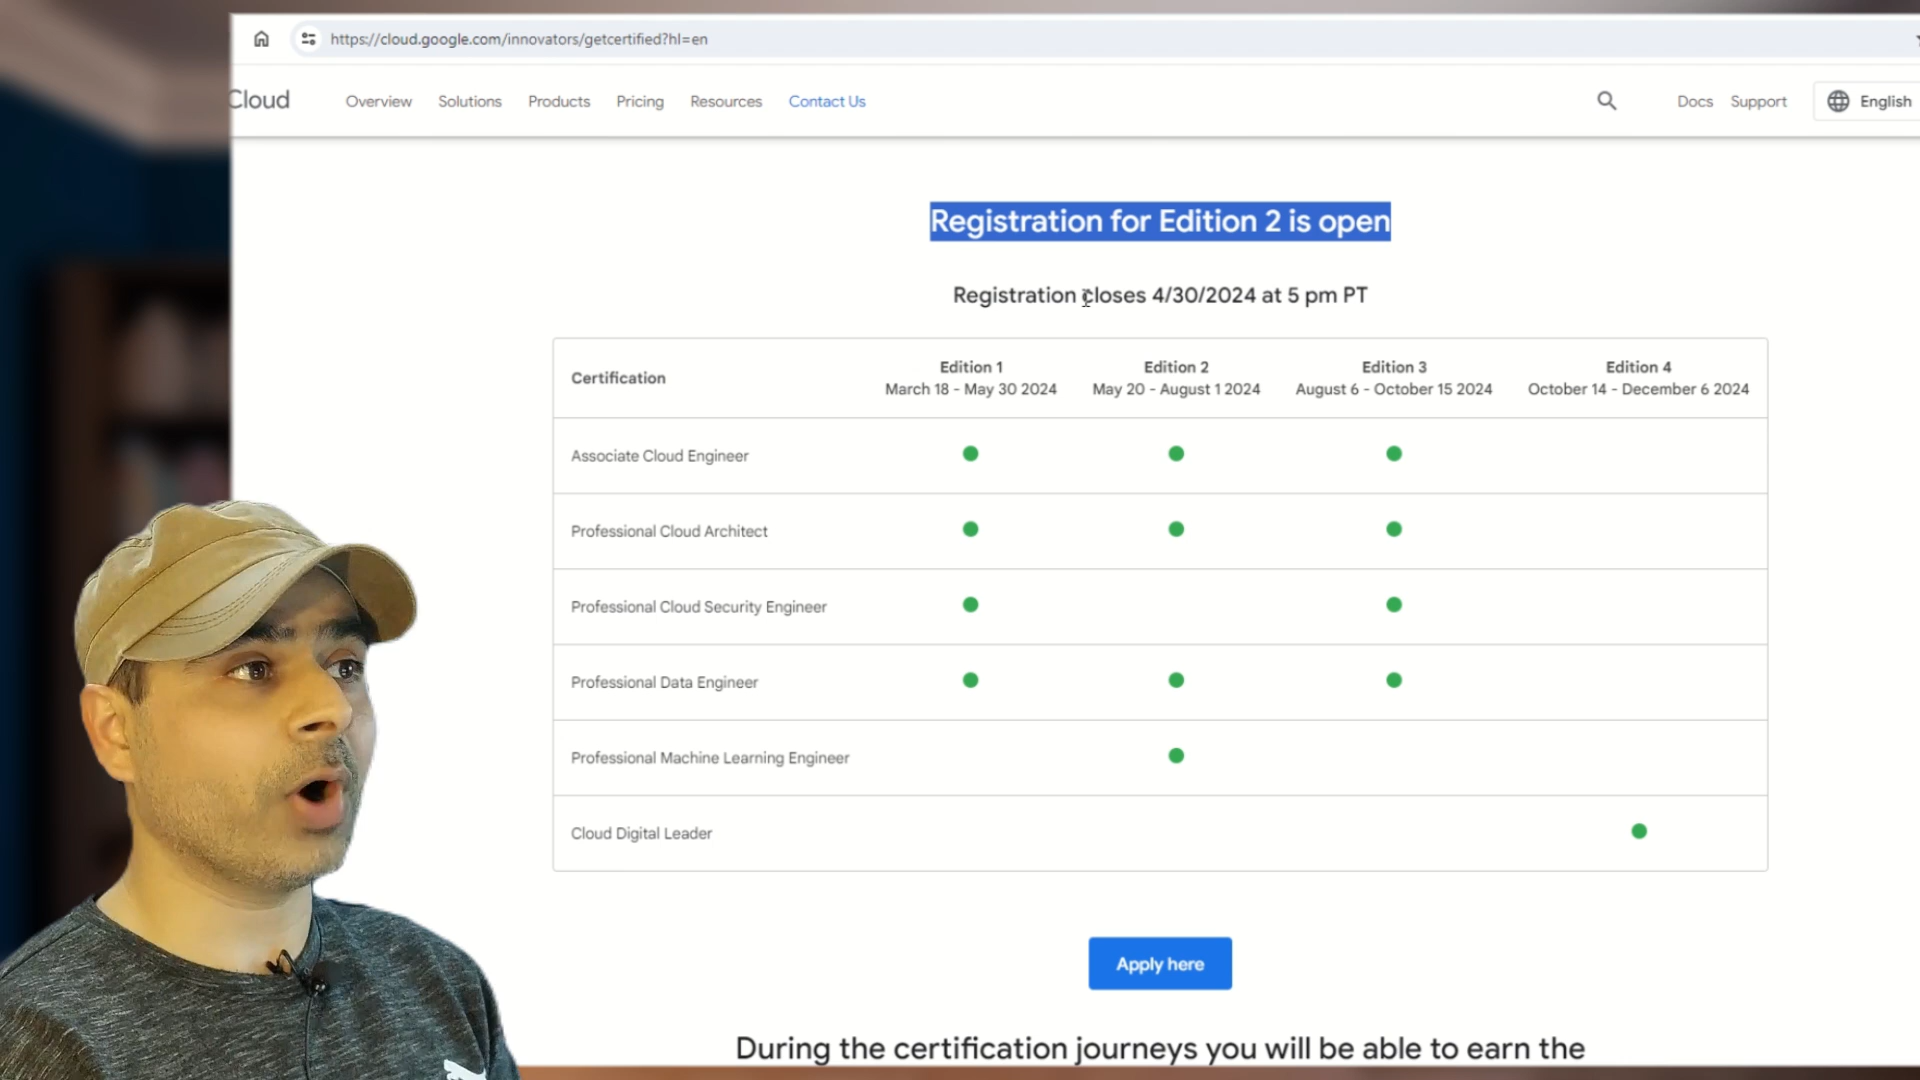 https://cloud.google.com/innovators/getcertified?hl=en
Cloud Overview Solutions Products Pricing Resources Contact Us Docs Support English
Registration for Edition 2 is open
Registration closes 4/30/2024 at 5 pm PT
Certification
Edition 1 Edition 2 Edition 3 Edition 4
March 18 - May 30 2024 May 20 - August 1 2024 August 6 - October 15 2024 October 14 - December 6 2024
Associate Cloud Engineer
Professional Cloud Architect
Professional Cloud Security Engineer
Professional Data Engineer
Professional Machine Learning Engineer
Cloud Digital Leader
Apply here
During the certification journeys you will be able to earn the